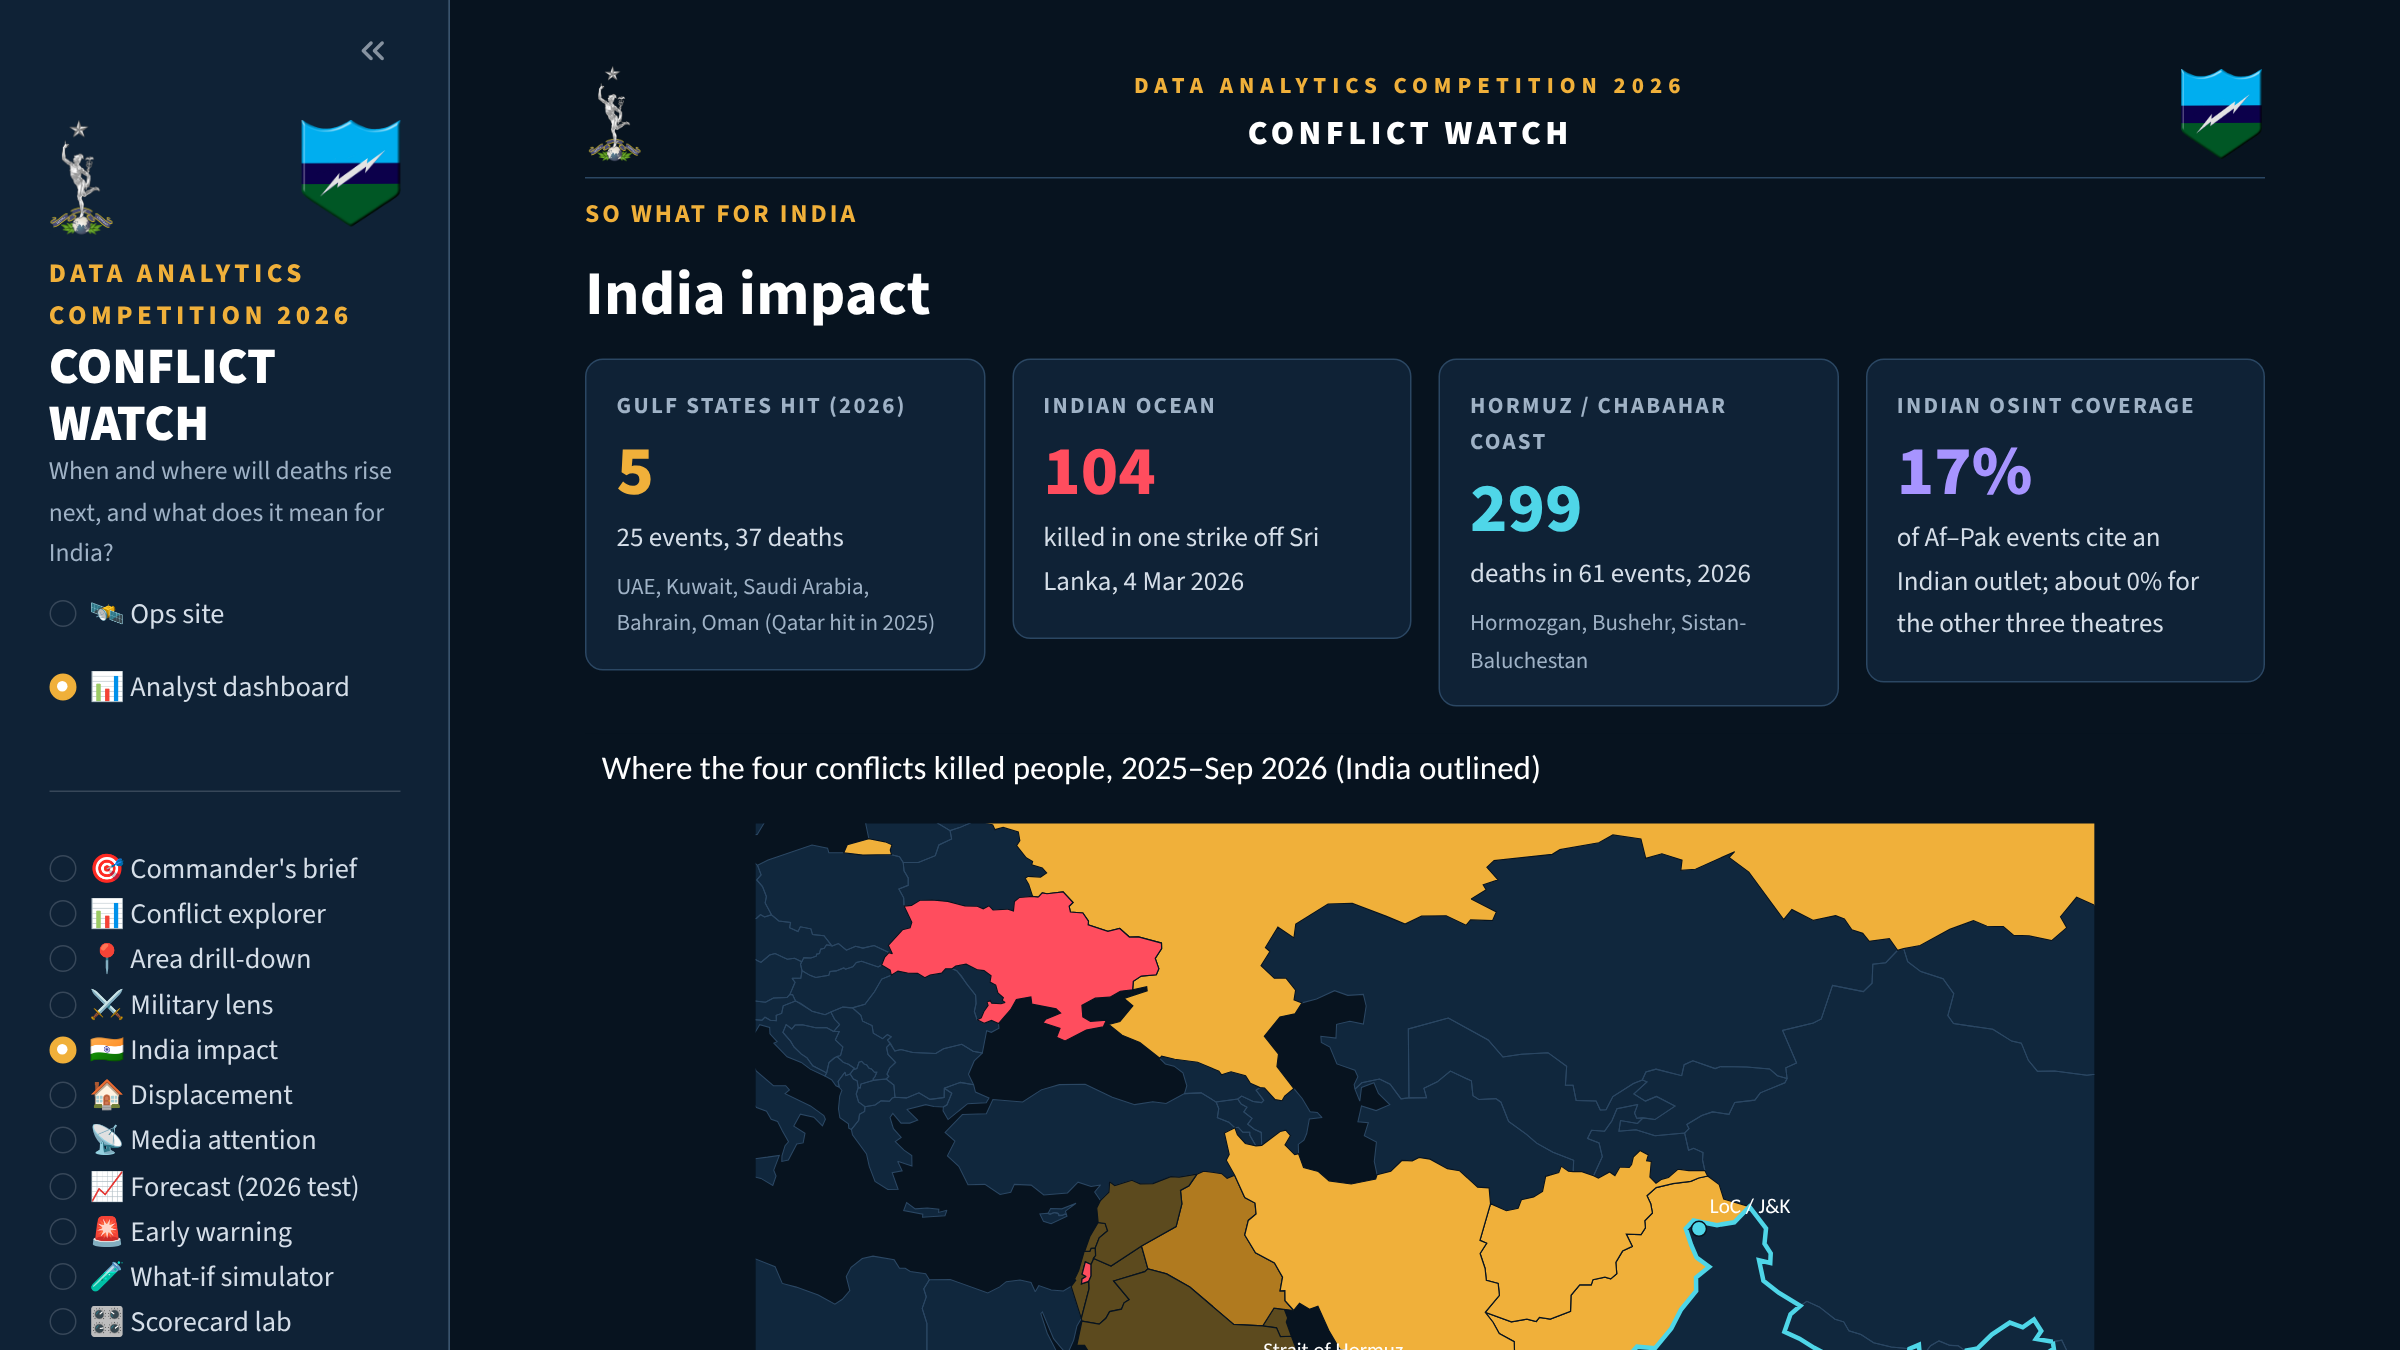 DATA ANALYTICS
COMPETITION 2026
CONFLICT
WATCH
When and where will deaths rise
next, and what does it mean for
India?
Ops site
Analyst dashboard
Commander's brief
Conflict explorer
Area drill-down
Military lens
India impact
Displacement
Media attention
Forecast (2026 test)
Early warning
What-if simulator
Scorecard lab
DATA ANALYTICS COMPETITION 2026
CONFLICT WATCH
SO WHAT FOR INDIA
India impact
GULF STATES HIT (2026)
5
25 events, 37 deaths
UAE, Kuwait, Saudi Arabia,
Bahrain, Oman (Qatar hit in 2025)
INDIAN OCEAN
104
killed in one strike off Sri
Lanka, 4 Mar 2026
HORMUZ / CHABAHAR
COAST
299
deaths in 61 events, 2026
Hormozgan, Bushehr, Sistan-
Baluchestan
INDIAN OSINT COVERAGE
17%
of Af–Pak events cite an
Indian outlet; about 0% for
the other three theatres
Where the four conflicts killed people, 2025–Sep 2026 (India outlined)
LoC / J&K
Strait of Hormuz